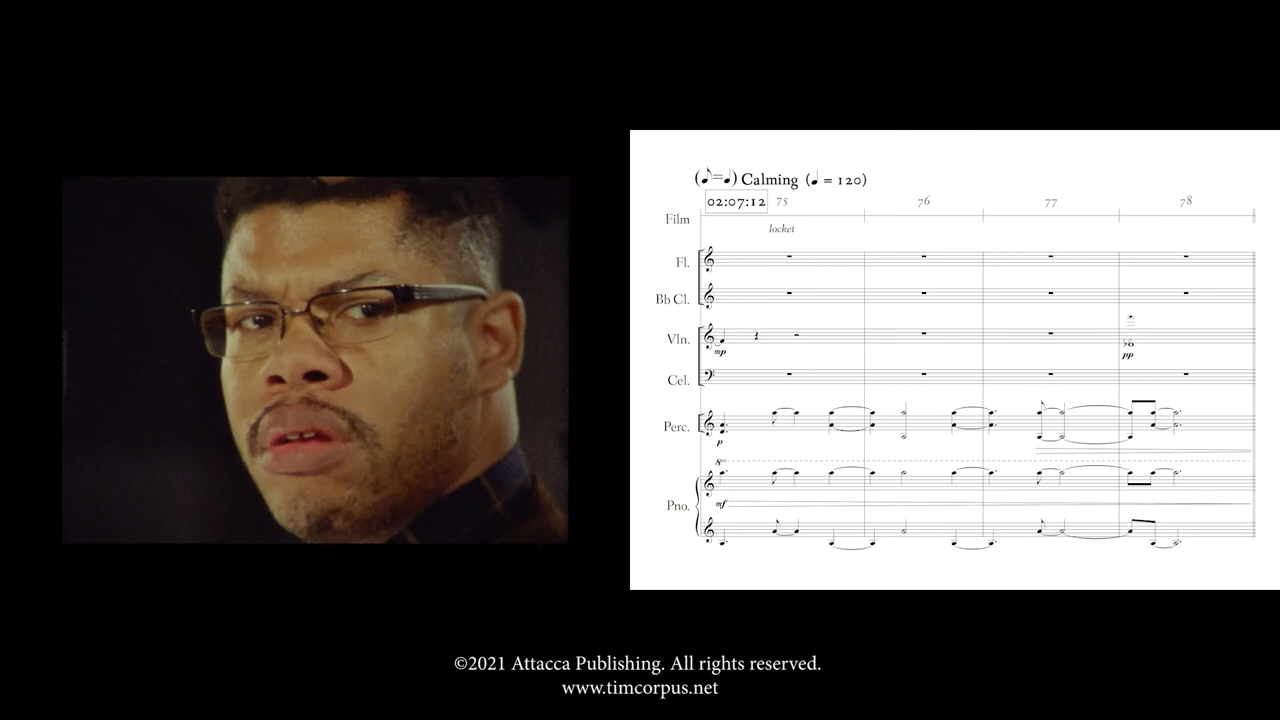 (♪=♩) Calming (♩ = 120)
02:07:12 75 76 77 78
Film
locket
Fl.
Bb Cl.
Vln.
mp
pp
Cel.
Perc.
p
8va
mf
Pno.
©2021 Attacca Publishing. All rights reserved.
www.timcorpus.net